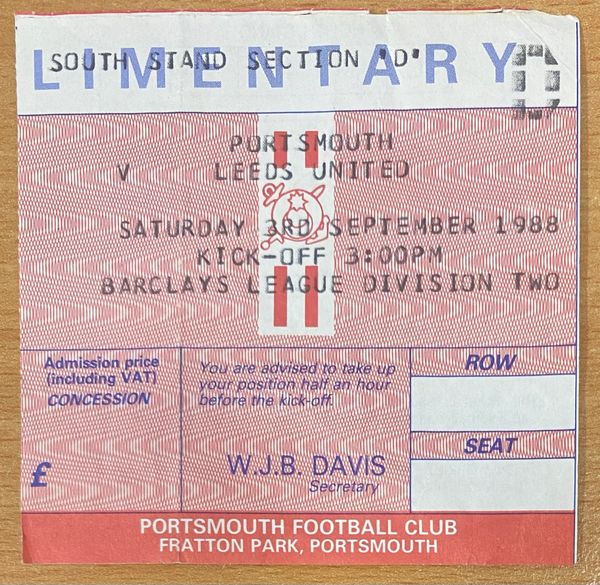 LIMENTARY
SOUTH STAND SECTION 'D'
D
PORTSMOUTH
V LEEDS UNITED
SATURDAY 3RD SEPTEMBER 1988
KICK-OFF 3:00PM
BARCLAYS LEAGUE DIVISION TWO
Admission price
(including VAT)
CONCESSION
£
You are advised to take up
your position half an hour
before the kick-off.
W.J.B. DAVIS
Secretary
ROW
SEAT
PORTSMOUTH FOOTBALL CLUB
FRATTON PARK, PORTSMOUTH